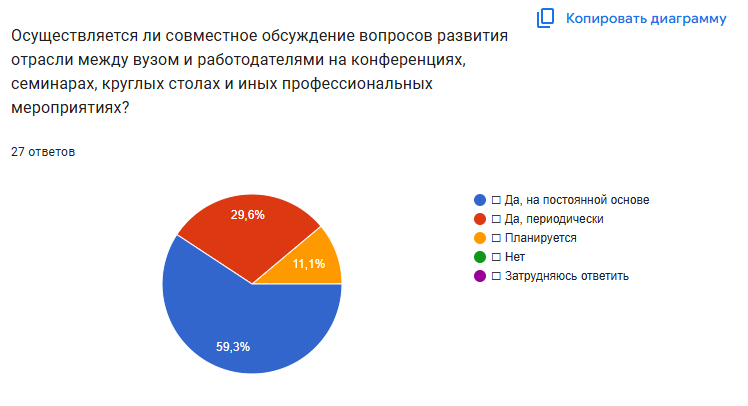 Копировать диаграмму
Осуществляется ли совместное обсуждение вопросов развития
отрасли между вузом и работодателями на конференциях,
семинарах, круглых столах и иных профессиональных
мероприятиях?
27 ответов
29,6%
11,1%
59,3%
☐ Да, на постоянной основе
☐ Да, периодически
☐ Планируется
☐ Нет
☐ Затрудняюсь ответить